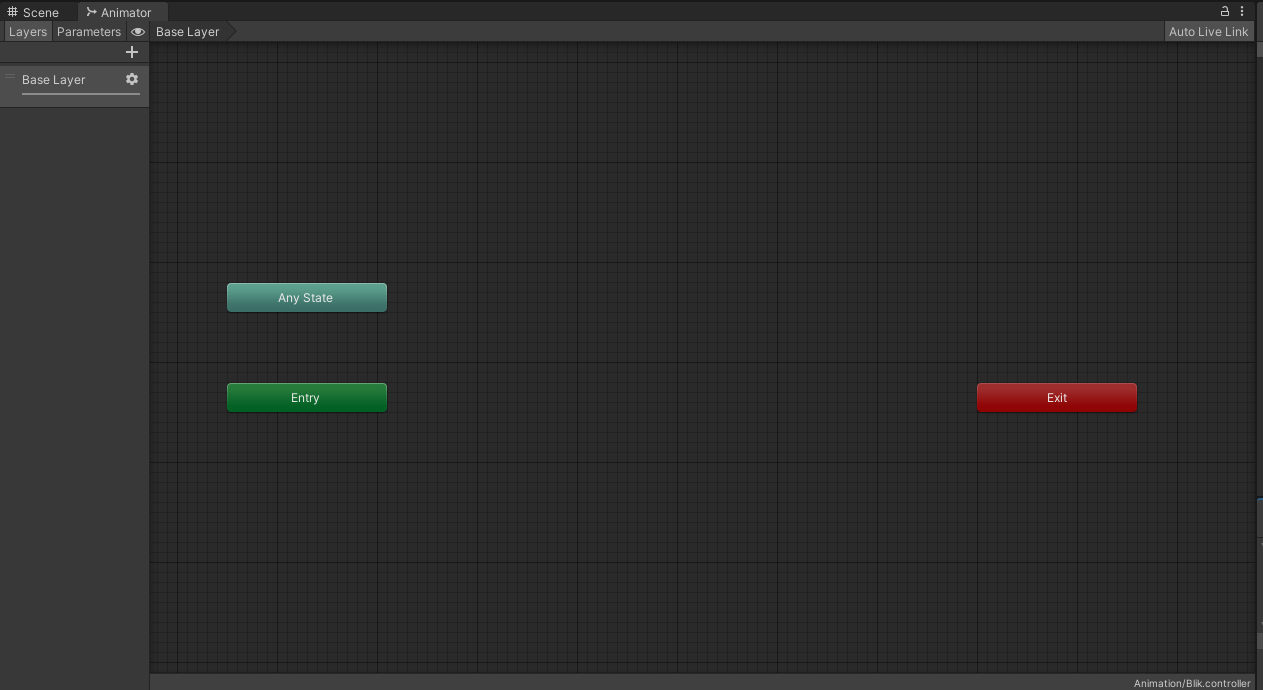 Scene
Animator
Layers
Parameters
Base Layer
Auto Live Link
Base Layer
Any State
Entry
Exit
Animation/Blik.controller